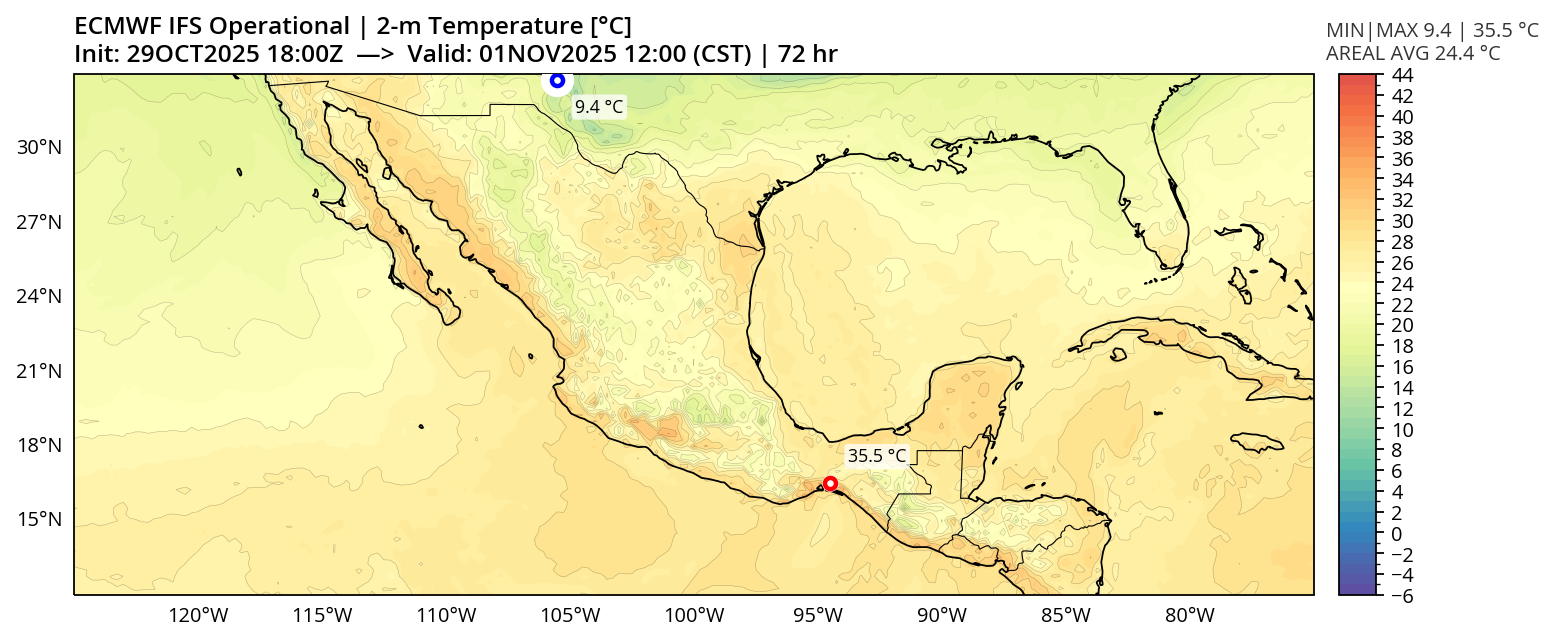 ECMWF IFS Operational | 2-m Temperature [°C]
Init: 29OCT2025 18:00Z —> Valid: 01NOV2025 12:00 (CST) | 72 hr
MIN|MAX 9.4 | 35.5 °C
AREAL AVG 24.4 °C
9.4 °C
35.5 °C
30°N
27°N
24°N
21°N
18°N
15°N
120°W
115°W
110°W
105°W
100°W
95°W
90°W
85°W
80°W
44
42
40
38
36
34
32
30
28
26
24
22
20
18
16
14
12
10
8
6
4
2
0
−2
−4
−6